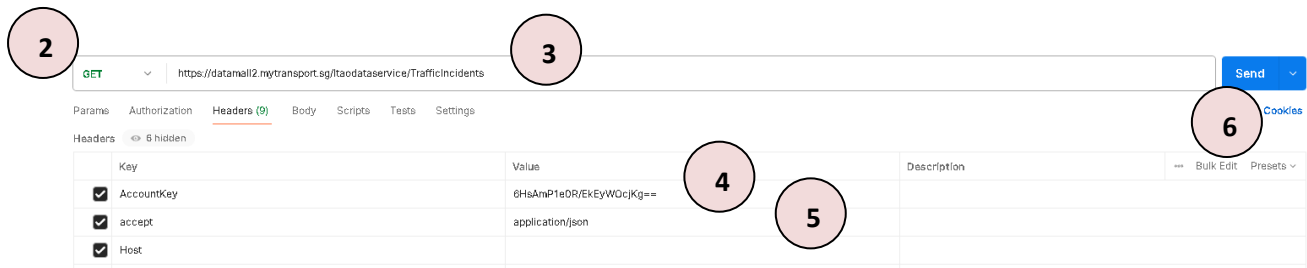 2
3
GET https://datamall2.mytransport.sg/ltaodataservice/TrafficIncidents Send
Params Authorization Headers (9) Body Scripts Tests Settings Cookies
6
Headers 6 hidden
Key Value Description Bulk Edit Presets
4
AccountKey 6HsAmP1e0R/EkEyWOcjKg==
5
accept application/json
Host